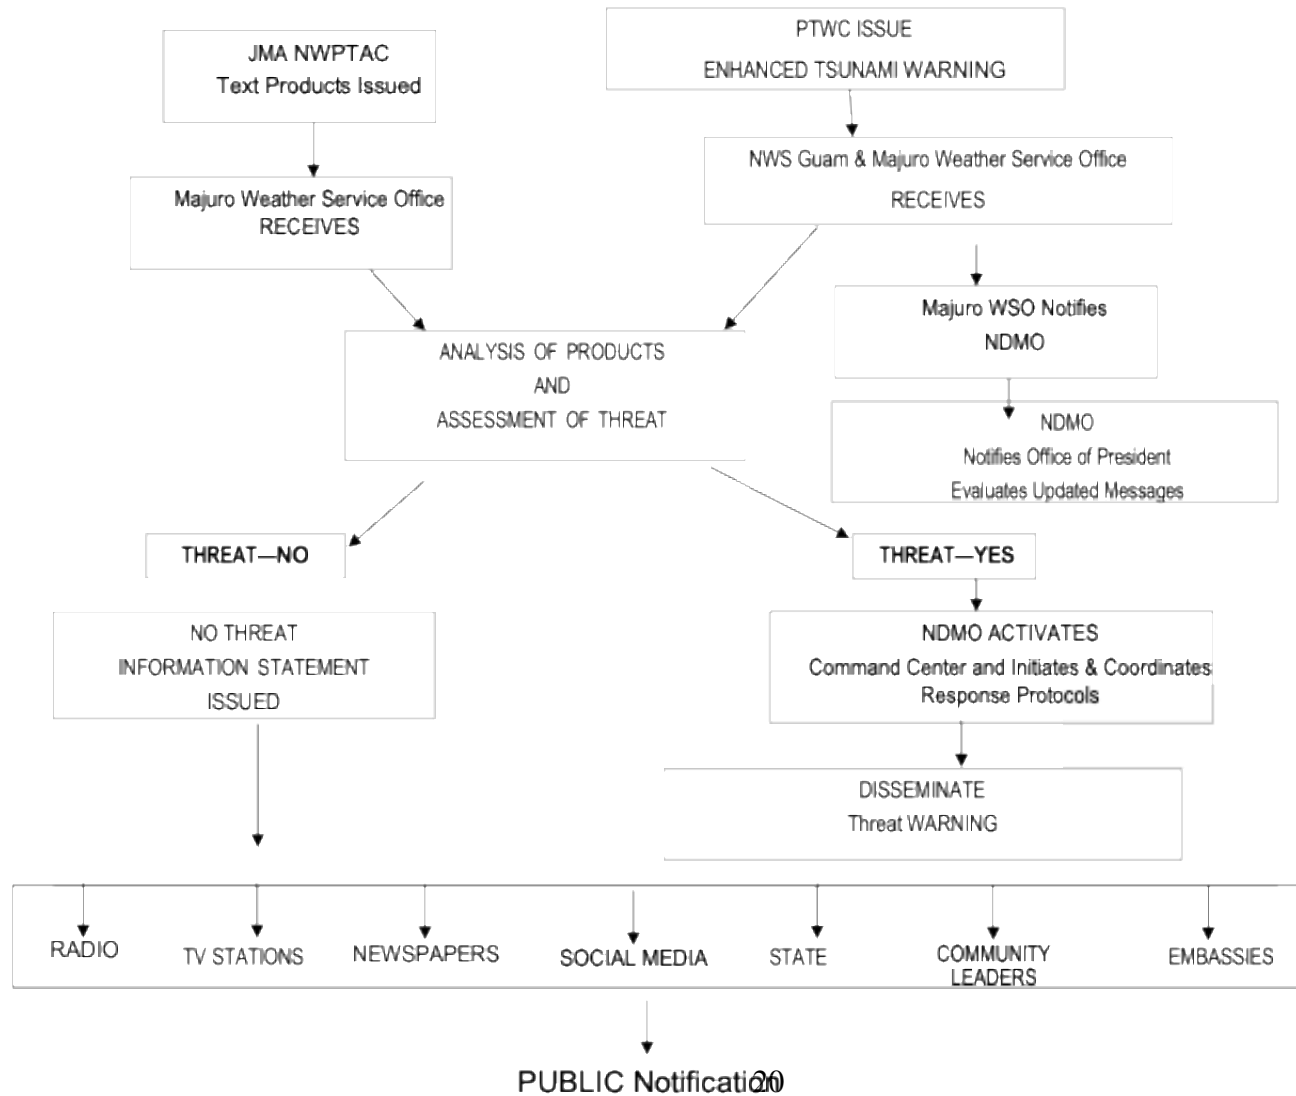 JMA NWPTAC
Text Products Issued
PTWC ISSUE
ENHANCED TSUNAMI WARNING
Majuro Weather Service Office
RECEIVES
NWS Guam & Majuro Weather Service Office
RECEIVES
Majuro WSO Notifies
NDMO
ANALYSIS OF PRODUCTS
AND
ASSESSMENT OF THREAT
NDMO
Notifies Office of President
Evaluates Updated Messages
THREAT—NO
THREAT—YES
NO THREAT
INFORMATION STATEMENT
ISSUED
NDMO ACTIVATES
Command Center and Initiates & Coordinates
Response Protocols
DISSEMINATE
Threat WARNING
RADIO
TV STATIONS
NEWSPAPERS
SOCIAL MEDIA
STATE
COMMUNITY
LEADERS
EMBASSIES
PUBLIC Notification
20